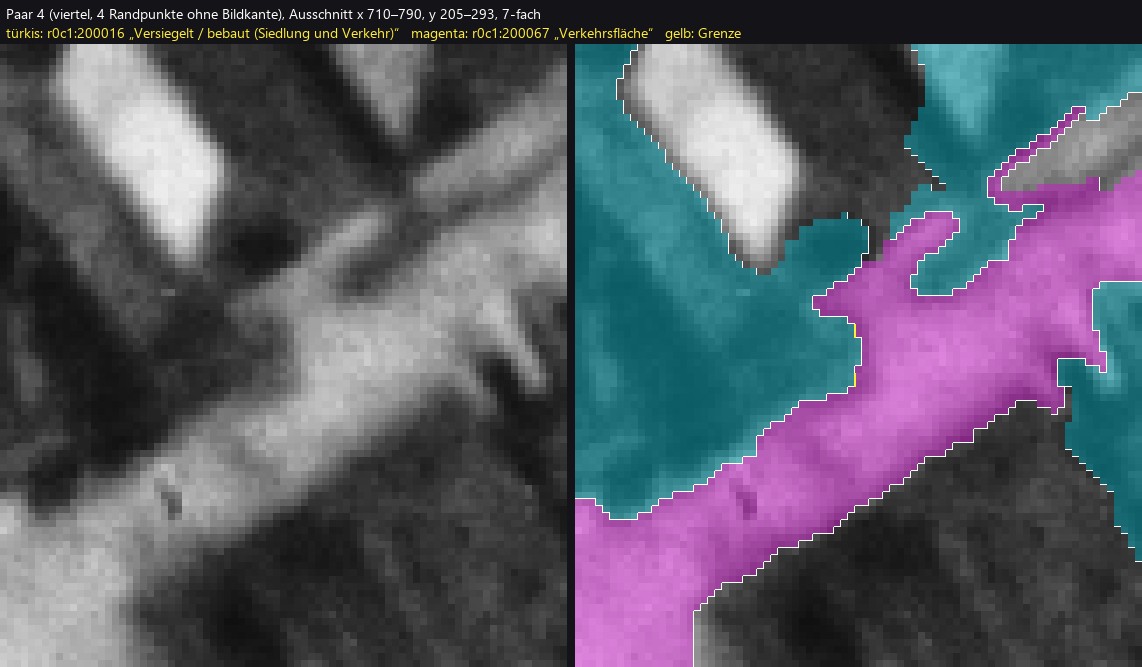 Paar 4 (viertel, 4 Randpunkte ohne Bildkante), Ausschnitt x 710–790, y 205–293, 7-fach
türkis: r0c1:200016 „Versiegelt / bebaut (Siedlung und Verkehr)“ magenta: r0c1:200067 „Verkehrsfläche“ gelb: Grenze